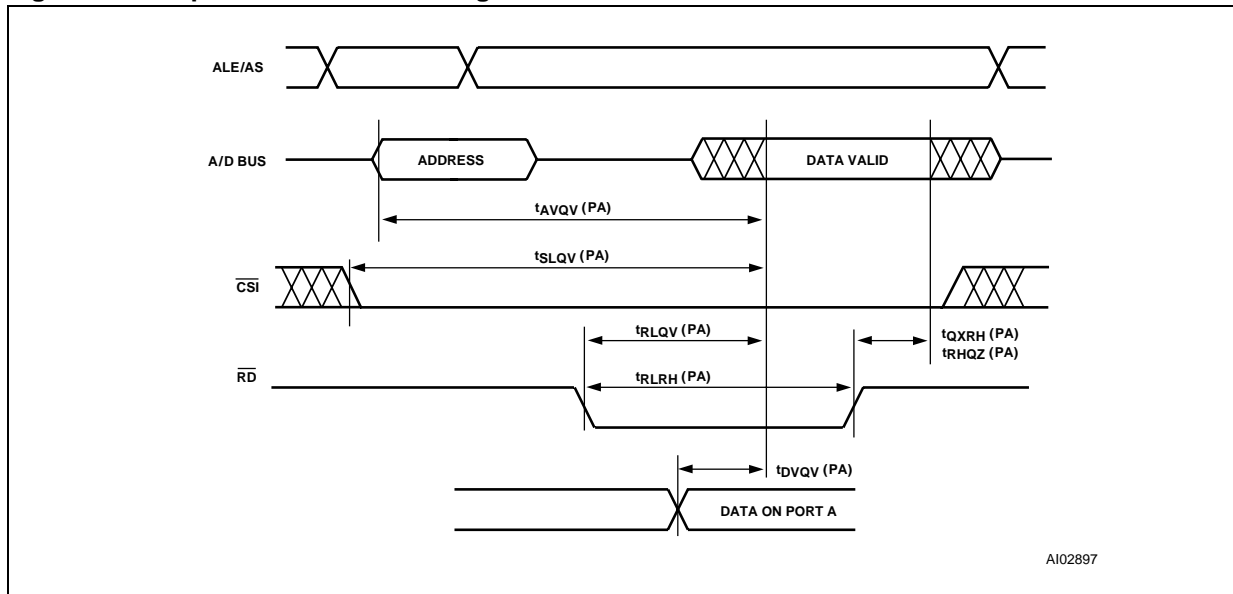 ALE/AS
A/D BUS
ADDRESS
DATA VALID
tAVQV (PA)
tSLQV (PA)
CSI
tRLQV (PA)
tQXRH (PA)
tRHQZ (PA)
RD
tRLRH (PA)
tDVQV (PA)
DATA ON PORT A
AI02897